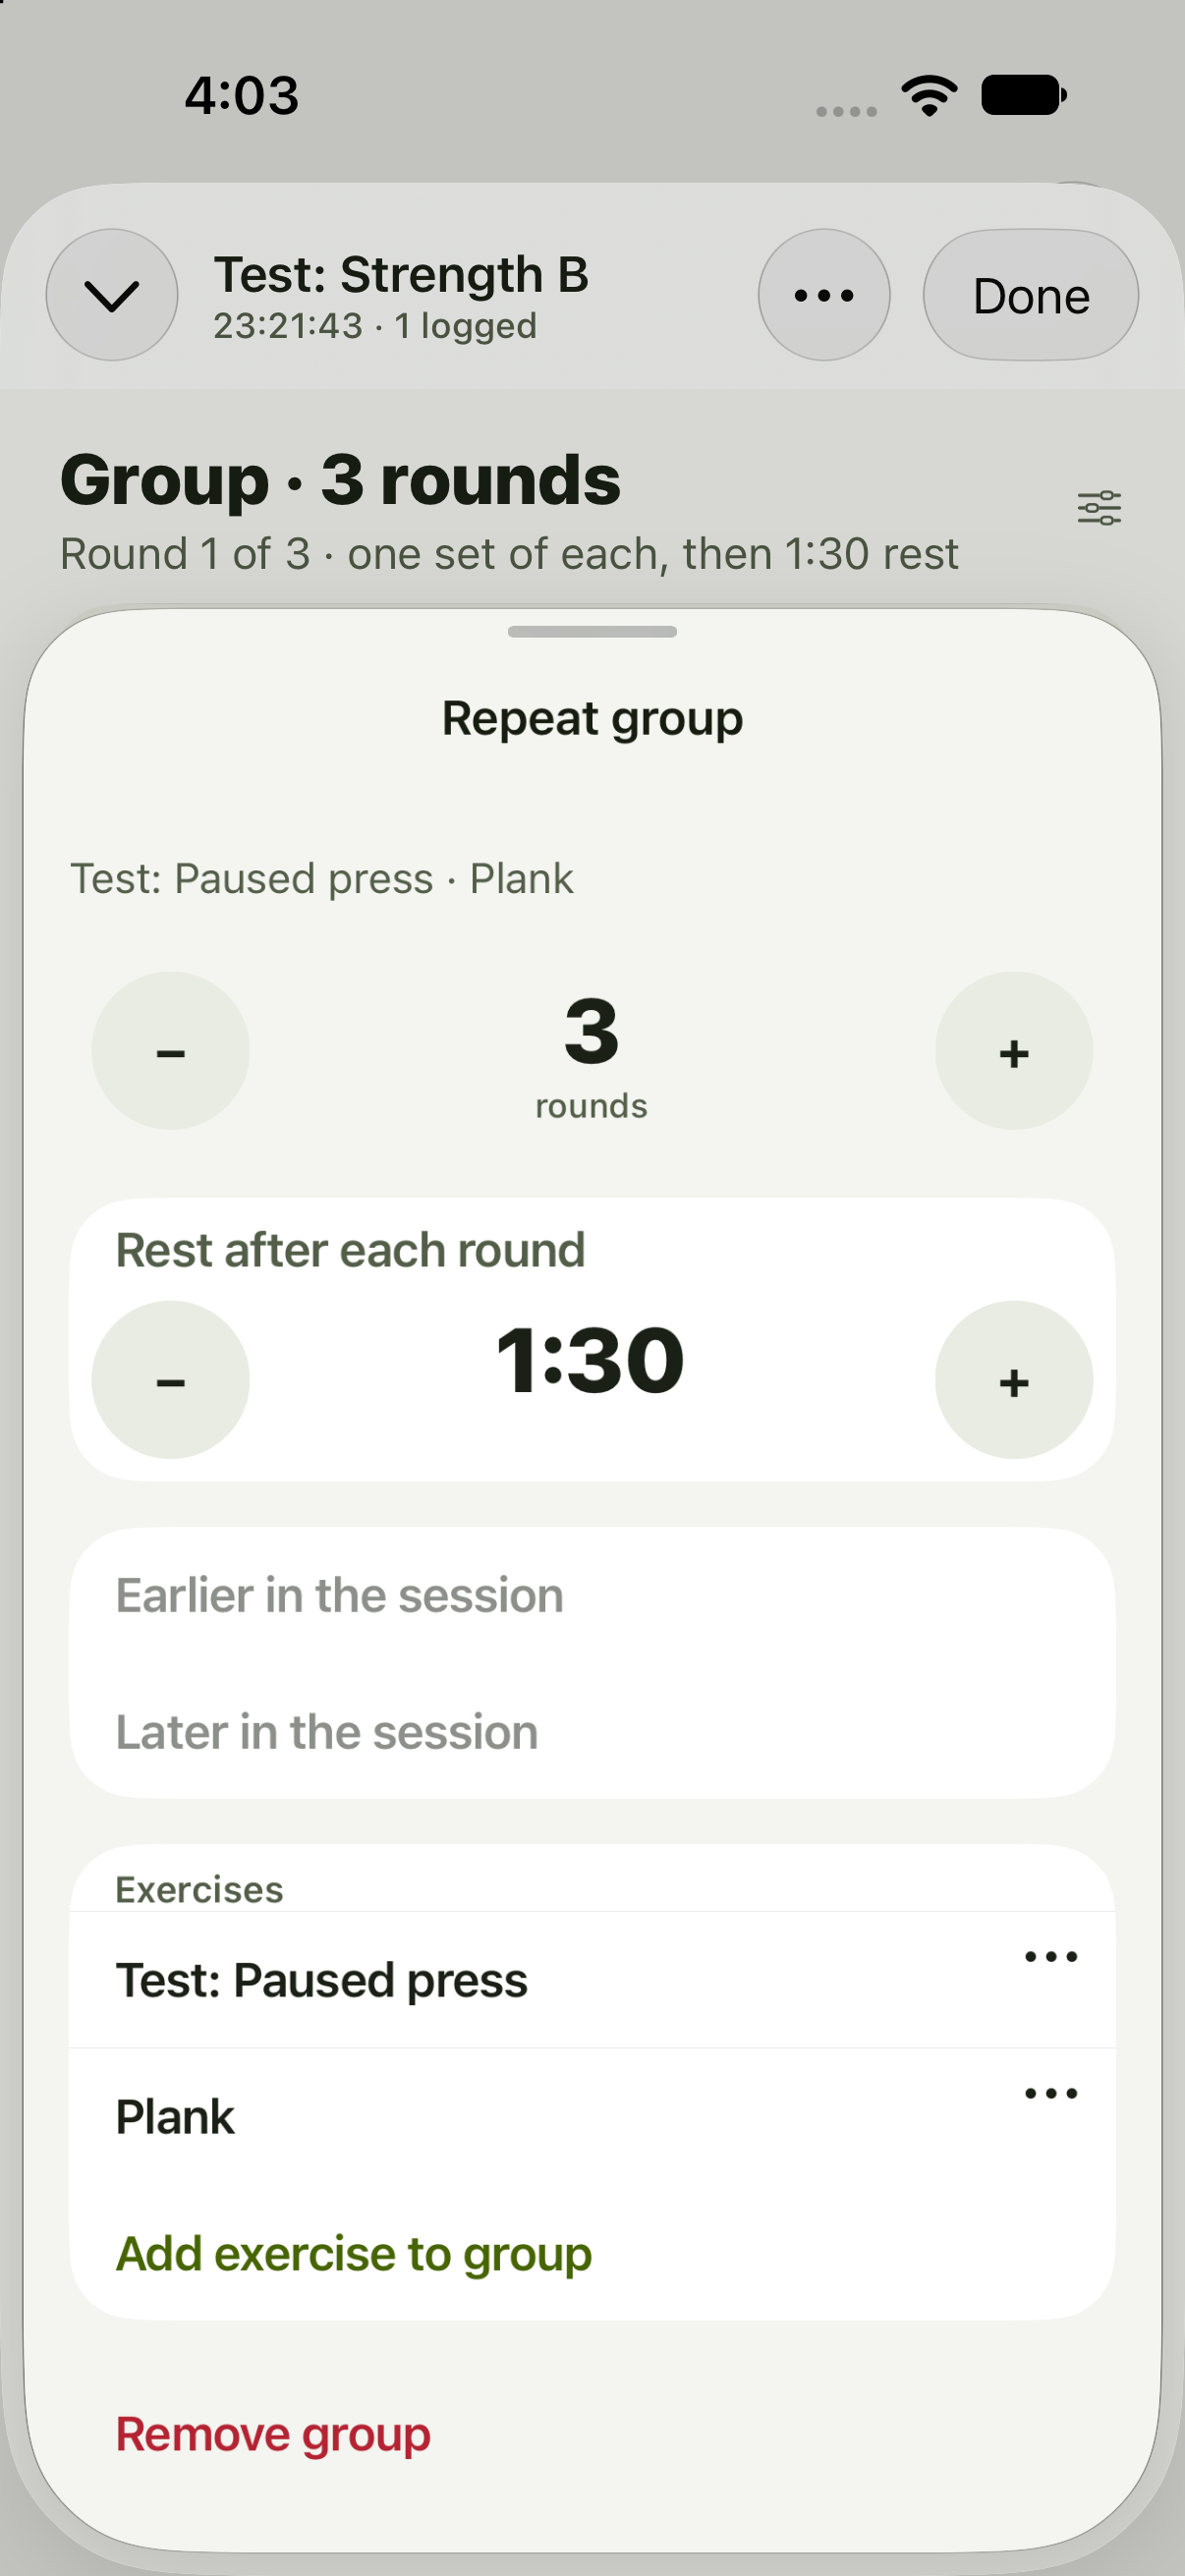 4:03
Test: Strength B
23:21:43 · 1 logged
Done
Group · 3 rounds
Round 1 of 3 · one set of each, then 1:30 rest
Repeat group
Test: Paused press · Plank
–
3
+
rounds
Rest after each round
–
1:30
+
Earlier in the session
Later in the session
Exercises
Test: Paused press
Plank
Add exercise to group
Remove group